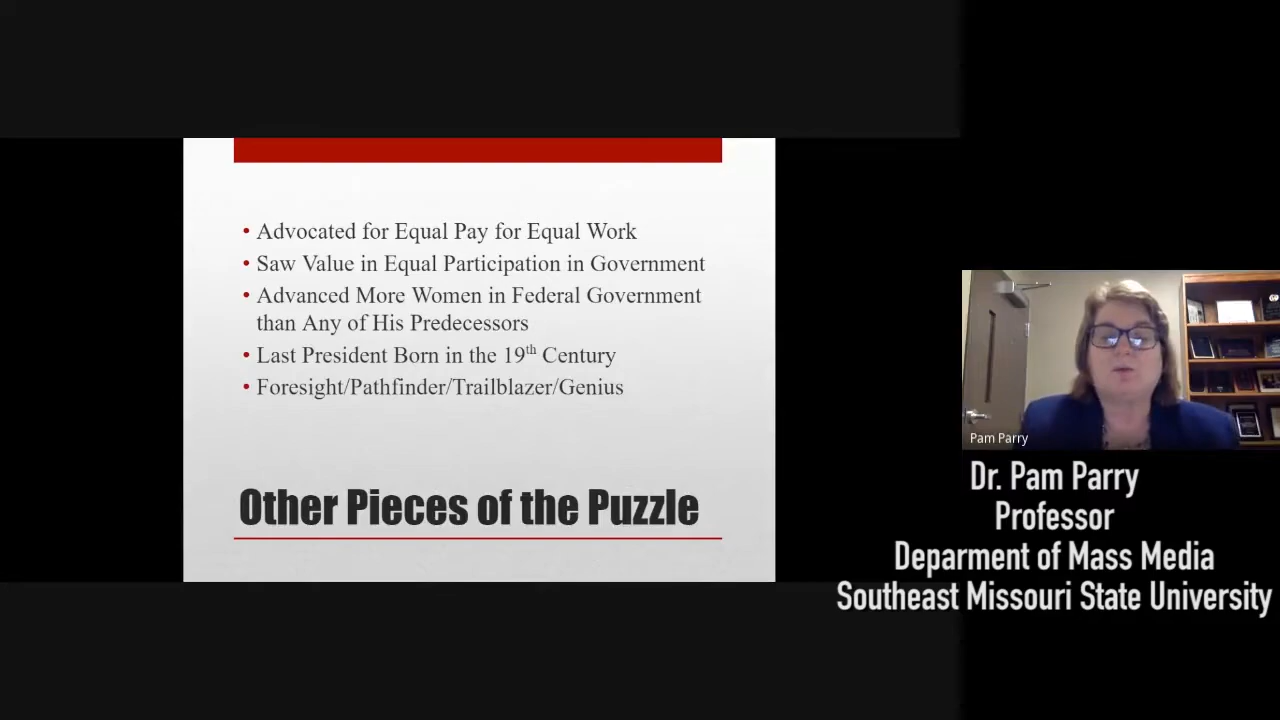 • Advocated for Equal Pay for Equal Work
• Saw Value in Equal Participation in Government
• Advanced More Women in Federal Government
than Any of His Predecessors
• Last President Born in the 19th Century
• Foresight/Pathfinder/Trailblazer/Genius
Other Pieces of the Puzzle
Pam Parry
Dr. Pam Parry
Professor
Deparment of Mass Media
Southeast Missouri State University